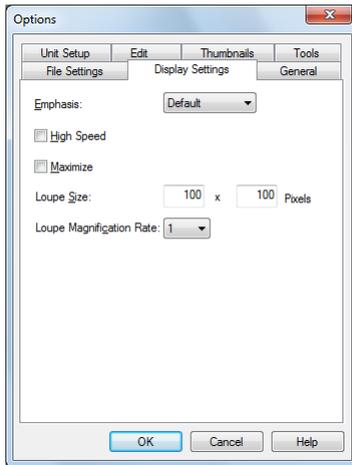 Options
Unit Setup Edit Thumbnails Tools
File Settings Display Settings General
Emphasis: Default
High Speed
Maximize
Loupe Size: 100 x 100 Pixels
Loupe Magnification Rate: 1
OK Cancel Help